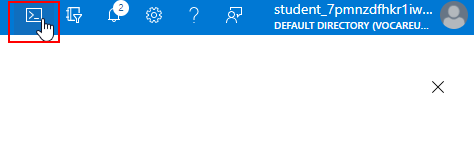 2
student_7pmnzdfhkr1iw...
DEFAULT DIRECTORY (VOCAREU...